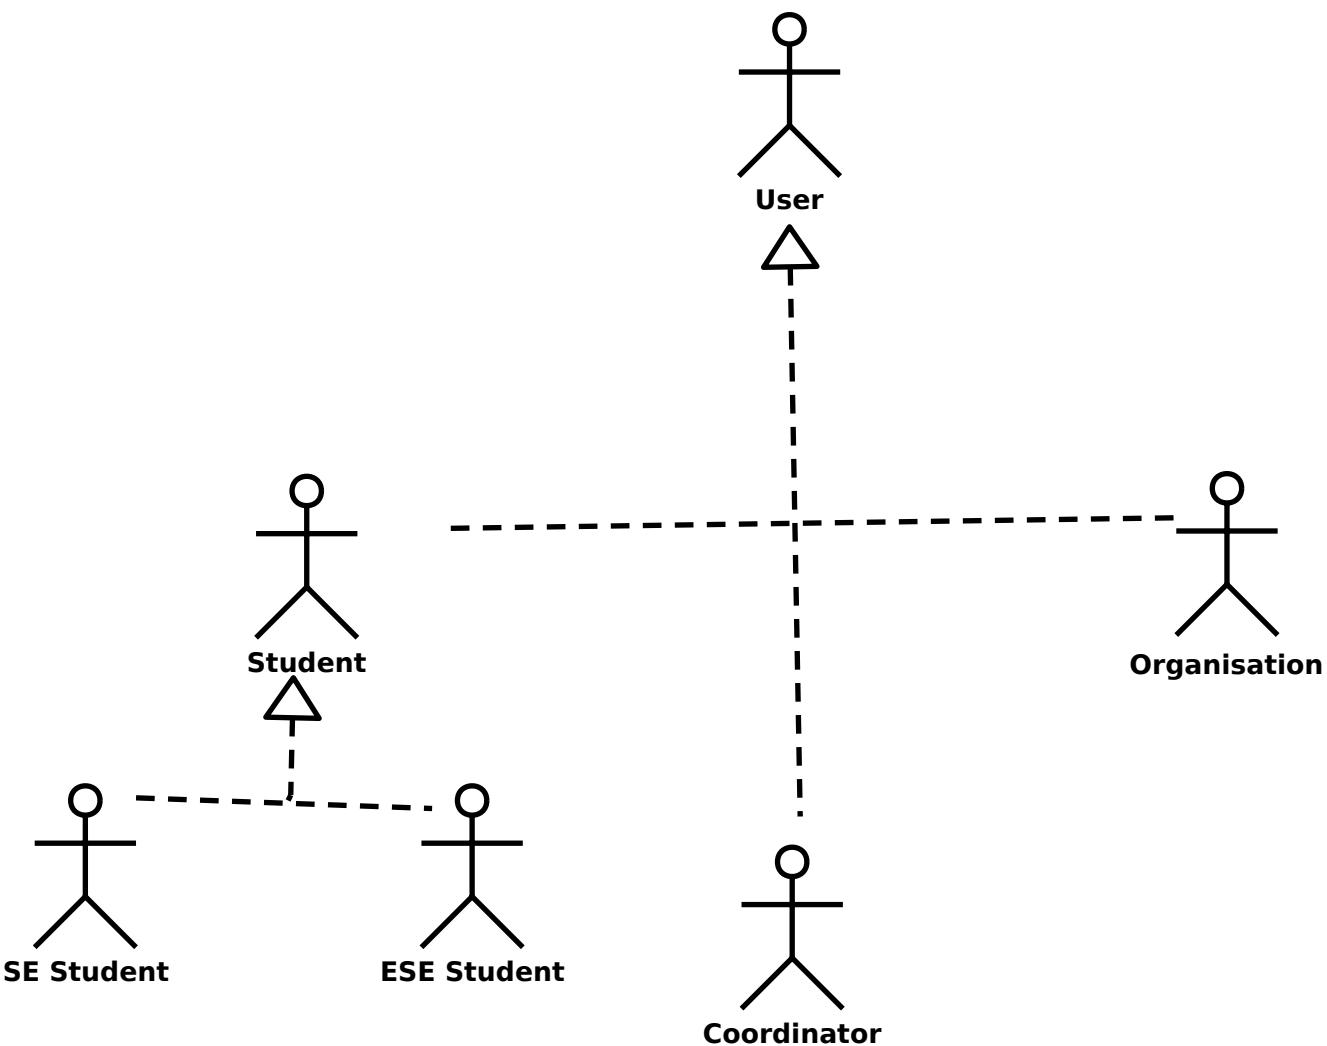 User
Student
Organisation
SE Student
ESE Student
Coordinator